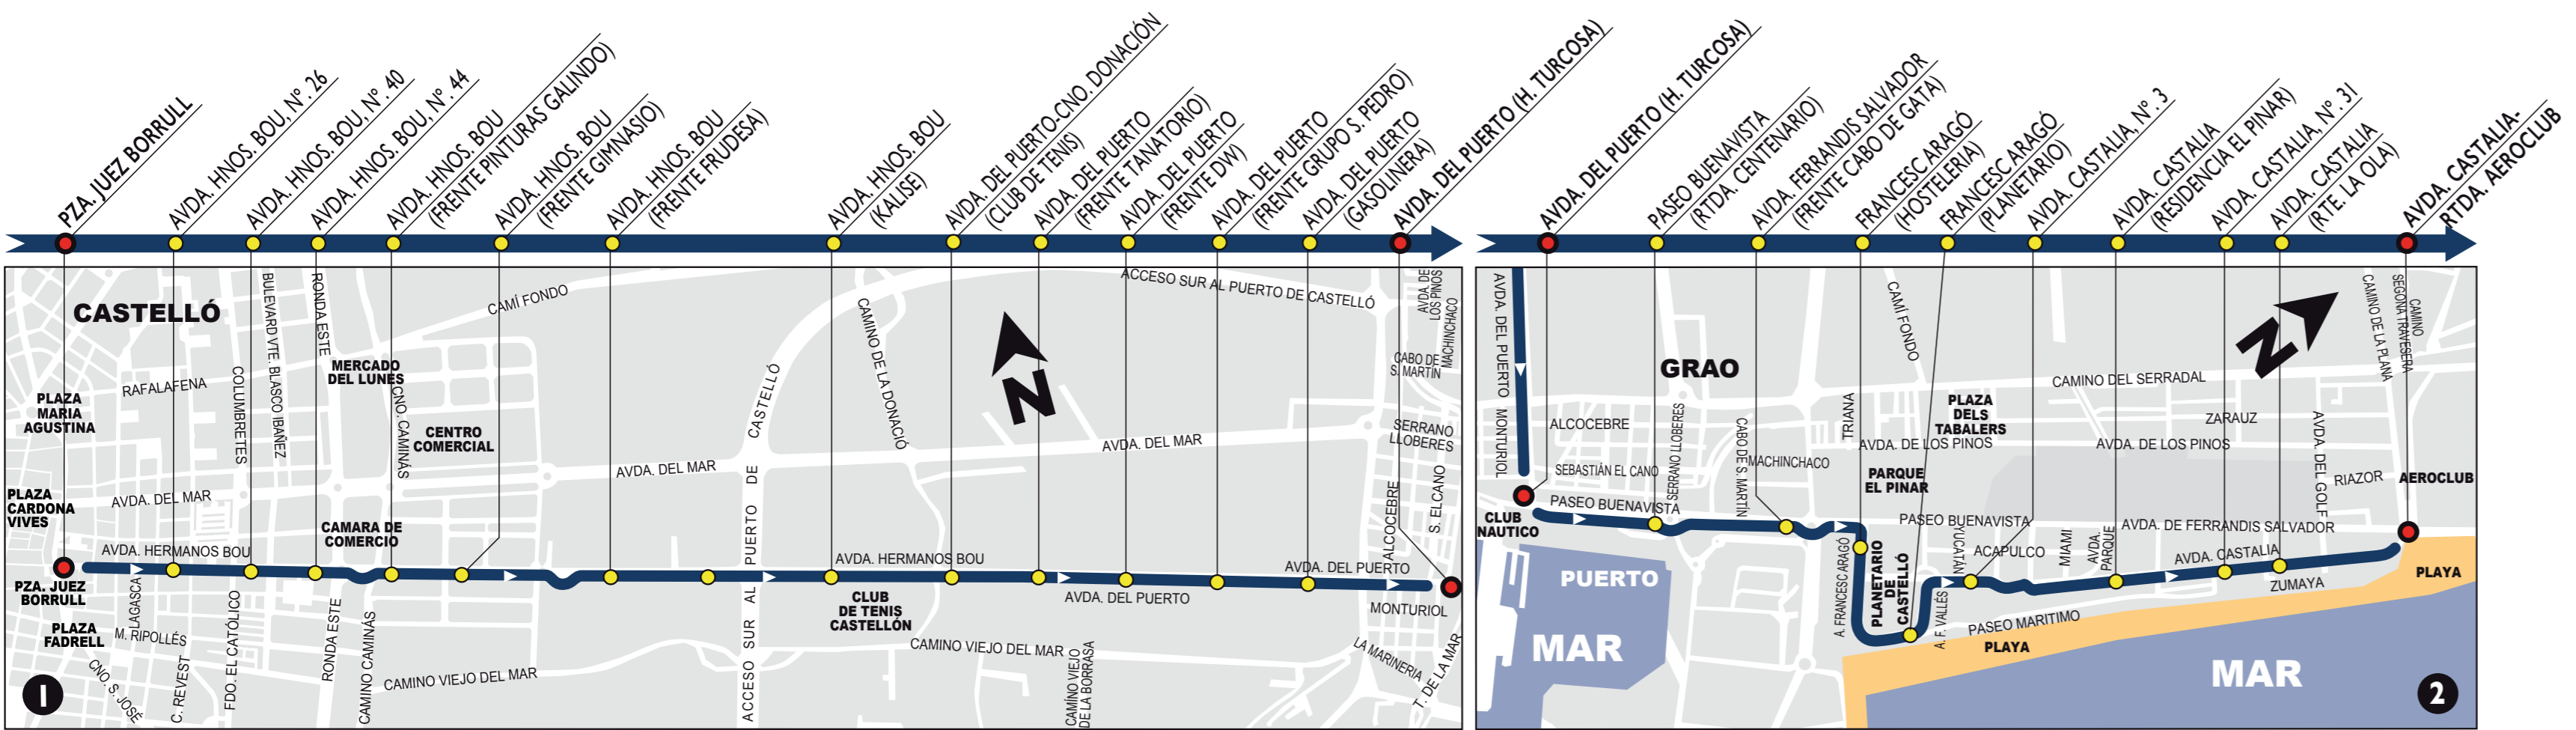 PZA. JUEZ BORRULL
AVDA. HNOS. BOU, Nº. 26
AVDA. HNOS. BOU, Nº. 40
AVDA. HNOS. BOU, Nº. 44
AVDA. HNOS. BOU
(FRENTE PINTURAS GALINDO)
AVDA. HNOS. BOU
(FRENTE GIMNASIO)
AVDA. HNOS. BOU
(FRENTE FRUDESA)
AVDA. HNOS. BOU
(KALISE)
AVDA. DEL PUERTO-CNO. DONACIÓN
(CLUB DE TENIS)
AVDA. DEL PUERTO
(FRENTE TANATORIO)
AVDA. DEL PUERTO
(FRENTE DW)
AVDA. DEL PUERTO
(FRENTE GRUPO S. PEDRO)
AVDA. DEL PUERTO
(GASOLINERA)
AVDA. DEL PUERTO (H. TURCOSA)
AVDA. DEL PUERTO (H. TURCOSA)
PASEO BUENAVISTA
(RTDA. CENTENARIO)
AVDA. FERRANDIS SALVADOR
(FRENTE CABO DE GATA)
FRANCESC ARAGÓ
(HOSTELERIA)
FRANCESC ARAGÓ
(PLANETARIO)
AVDA. CASTALIA, Nº. 3
AVDA. CASTALIA
(RESIDENCIA EL PINAR)
AVDA. CASTALIA, Nº. 31
AVDA. CASTALIA
(RTE. LA OLA)
AVDA. CASTALIA-
RTDA. AEROCLUB
CASTELLÓ
RAFALAFENA
PLAZA
MARIA
AGUSTINA
COLUMBRETES
BULEVARD VTE. BLASCO IBAÑEZ
RONDA ESTE
MERCADO
DEL LUNES
CNO. CAMINÁS
CENTRO
COMERCIAL
CAMÍ FONDO
PLAZA
CARDONA
VIVES
AVDA. DEL MAR
CAMARA DE
COMERCIO
AVDA. HERMANOS BOU
PZA. JUEZ
BORRULL
PLAZA
FADRELL
LAGASCA
M. RIPOLLÉS
CNO. S. JOSÉ
C. REVEST
FDO. EL CATÓLICO
RONDA ESTE
CAMINO CAMINÁS
CAMINO VIEJO DEL MAR
AVDA. DEL MAR
ACCESO SUR AL PUERTO DE CASTELLÓ
CAMINO DE LA DONACIÓ
N
ACCESO SUR AL PUERTO DE CASTELLÓ
AVDA. DEL MAR
AVDA. HERMANOS BOU
CLUB
DE TENIS
CASTELLÓN
CAMINO VIEJO DEL MAR
AVDA. DEL PUERTO
CAMÍNO VIEJO
DE LA BORRASA
AVDA. DEL PUERTO
AVDA. DE
LOS PINOS
MACHINCHACO
CABO DE
S. MARTÍN
SERRANO
LLOBERES
ALCOCEBRE
S. ELCANO
MONTURIOL
LA MARINERIA
T. DE LA MAR
1
AVDA. DEL PUERTO
MONTURIOL
GRAO
ALCOCEBRE
SEBASTIÁN EL CANO
SERRANO LLOBERES
CABO DE S. MARTÍN
MACHINCHACO
CLUB
NAUTICO
PASEO BUENAVISTA
PUERTO
MAR
TRIANA
CAMÍ FONDO
AVDA. DE LOS PINOS
PARQUE
EL PINAR
PLAZA
DELS
TABALERS
CAMINO DEL SERRADAL
AVDA. DE LOS PINOS
ZARAUZ
AVDA. DEL GOLF
RIAZOR
N
CAMINO DE LA PLANA
CAMINO
SEGONA TRAVESERA
AEROCLUB
PASEO BUENAVISTA
AVDA. DE FERRANDIS SALVADOR
A. FRANCESC ARAGÓ
PLANETARIO
DE
CASTELLÓ
A. F. VALLÉS
YUCATÁN
ACAPULCO
MIAMI
AVDA.
PARQUE
AVDA. CASTALIA
ZUMAYA
PASEO MARITIMO
PLAYA
PLAYA
MAR
2